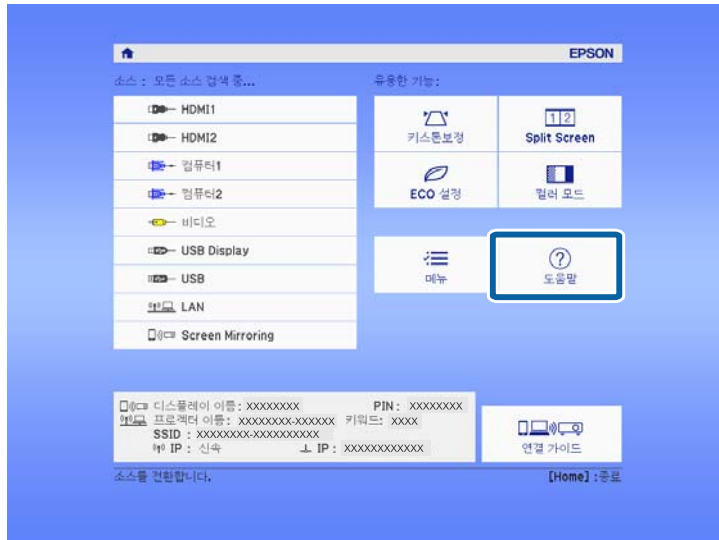 EPSON
소스 : 모든 소스 검색 중...
유용한 기능:
HDMI1
HDMI2
컴퓨터1
컴퓨터2
비디오
USB Display
USB
LAN
Screen Mirroring
키스톤보정
1 2
Split Screen
ECO 설정
컬러 모드
메뉴
?
도움말
디스플레이 이름: XXXXXXXX PIN: XXXXXXXX
프로젝터 이름: XXXXXXXX-XXXXXX 키워드: XXXX
SSID : XXXXXXXX-XXXXXXXXXX
IP : 신속 IP : XXXXXXXXXXXX
연결 가이드
소스를 전환합니다. [Home] :종료